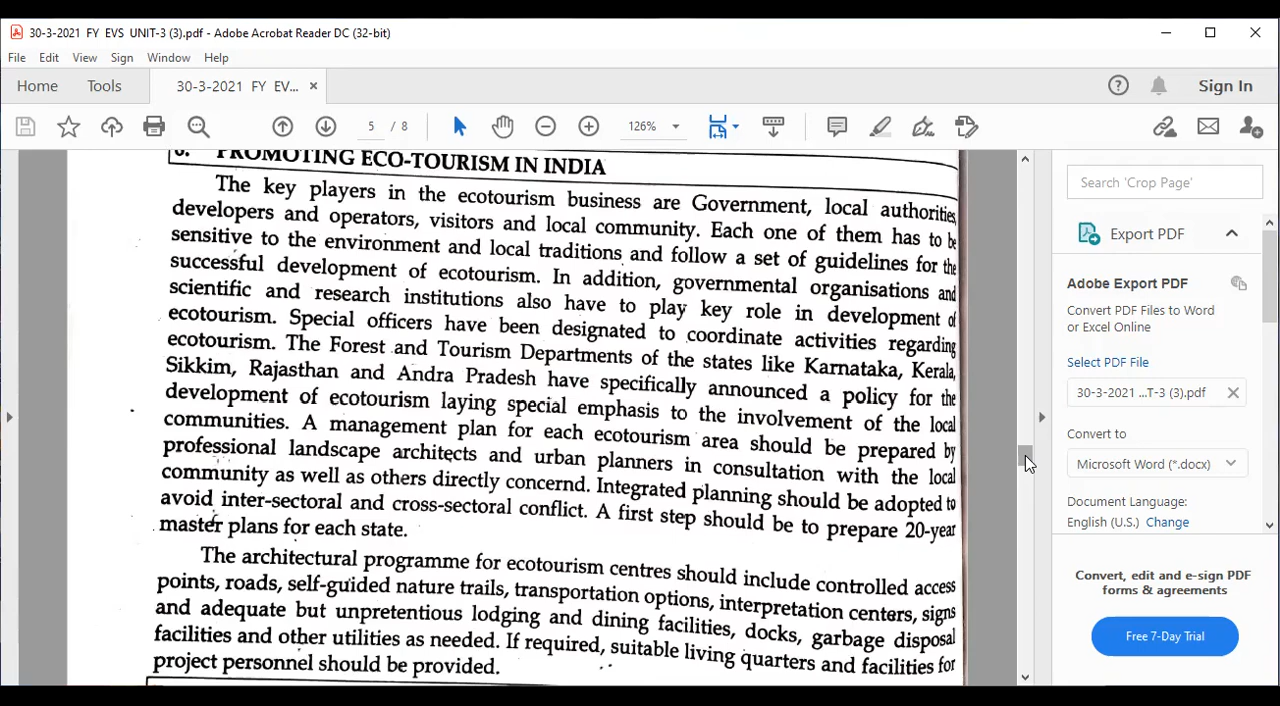 30-3-2021 FY EVS UNIT-3 (3).pdf - Adobe Acrobat Reader DC (32-bit)
File Edit View Sign Window Help
Home Tools 30-3-2021 FY EV... Sign In
5 / 8 126%
PROMOTING ECO-TOURISM IN INDIA
The key players in the ecotourism business are Government, local authorities,
developers and operators, visitors and local community. Each one of them has to be
sensitive to the environment and local traditions and follow a set of guidelines for the
successful development of ecotourism. In addition, governmental organisations and
scientific and research institutions also have to play key role in development of
ecotourism. Special officers have been designated to coordinate activities regarding
ecotourism. The Forest and Tourism Departments of the states like Karnataka, Kerala,
Sikkim, Rajasthan and Andra Pradesh have specifically announced a policy for the
development of ecotourism laying special emphasis to the involvement of the local
communities. A management plan for each ecotourism area should be prepared by
professional landscape architects and urban planners in consultation with the local
community as well as others directly concernd. Integrated planning should be adopted to
avoid inter-sectoral and cross-sectoral conflict. A first step should be to prepare 20-year
master plans for each state.
The architectural programme for ecotourism centres should include controlled access
points, roads, self-guided nature trails, transportation options, interpretation centers, signs
and adequate but unpretentious lodging and dining facilities, docks, garbage disposal
facilities and other utilities as needed. If required, suitable living quarters and facilities for
project personnel should be provided.
Search 'Crop Page'
Export PDF
Adobe Export PDF
Convert PDF Files to Word
or Excel Online
Select PDF File
30-3-2021 ...T-3 (3).pdf
Convert to
Microsoft Word (*.docx)
Document Language:
English (U.S.) Change
Convert, edit and e-sign PDF
forms & agreements
Free 7-Day Trial